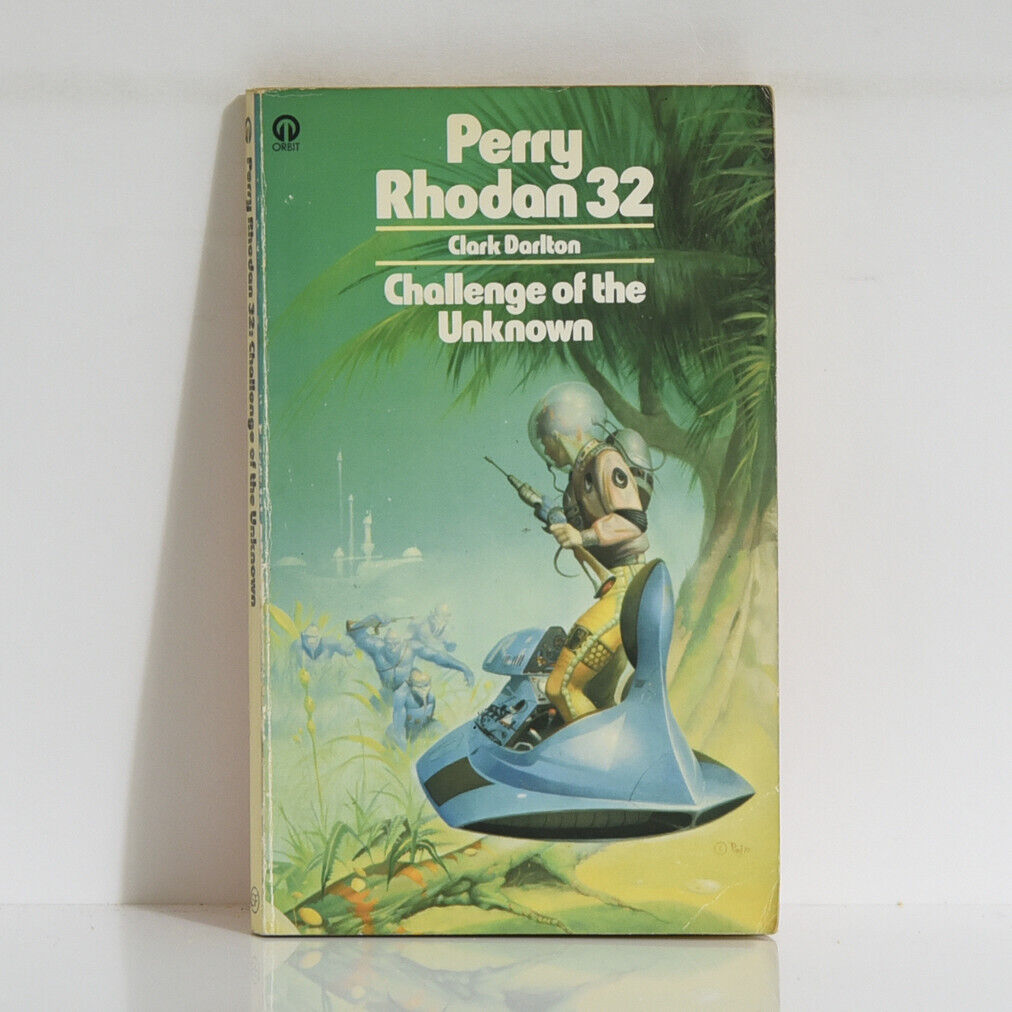 ORBIT
Perry
Rhodan 32
Clark Darlton
Challenge of the
Unknown
Perry Rhodan 32: Challenge of the Unknown